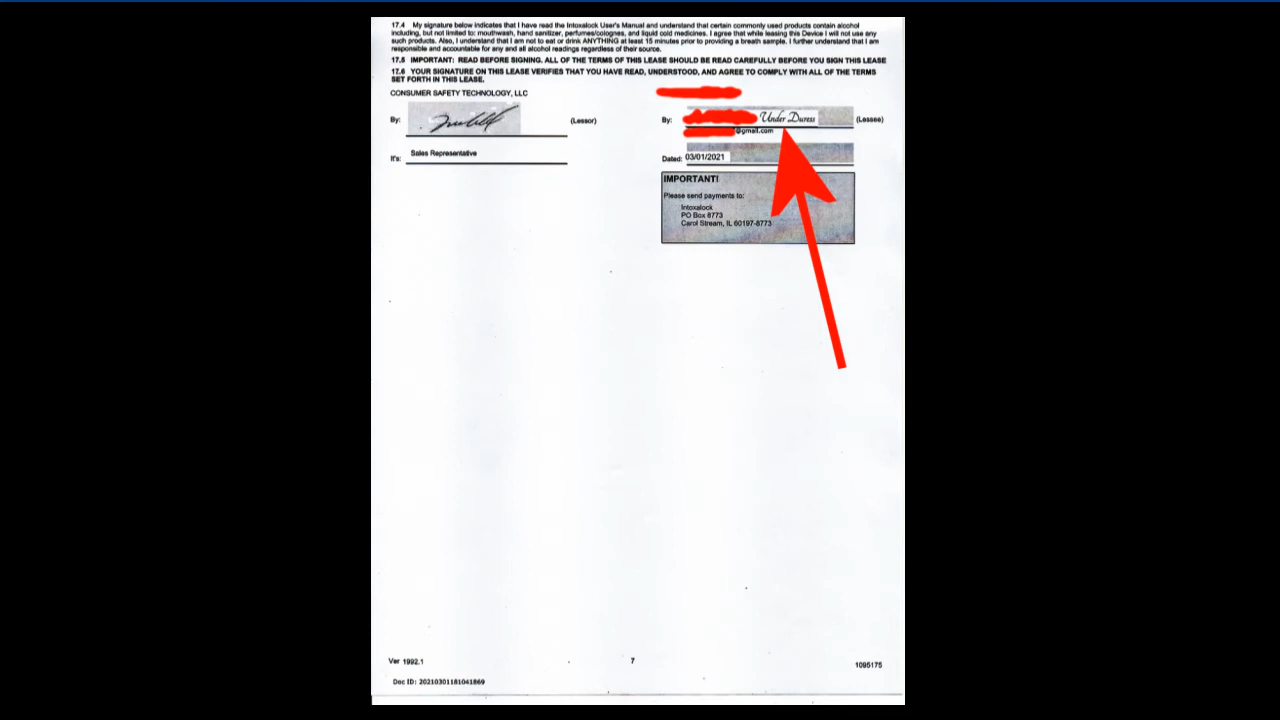 17.4 My signature below indicates that I have read the Intoxalock User's Manual and understand that certain commonly used products contain alcohol
including, but not limited to: mouthwash, hand sanitizer, perfumes/colognes, and liquid cold medicines. I agree that while leasing this Device I will not use any
such products. Also, I understand that I am not to eat or drink ANYTHING at least 15 minutes prior to providing a breath sample. I further understand that I am
responsible and accountable for any and all alcohol readings regardless of their source.
17.5 IMPORTANT: READ BEFORE SIGNING. ALL OF THE TERMS OF THIS LEASE SHOULD BE READ CAREFULLY BEFORE YOU SIGN THIS LEASE
17.6 YOUR SIGNATURE ON THIS LEASE VERIFIES THAT YOU HAVE READ, UNDERSTOOD, AND AGREE TO COMPLY WITH ALL OF THE TERMS
SET FORTH IN THIS LEASE.
CONSUMER SAFETY TECHNOLOGY, LLC
By: (Lessor)
It's: Sales Representative
By: Under Duress (Lessee)
@gmail.com
Dated: 03/01/2021
IMPORTANT!
Please send payments to:
Intoxalock
PO Box 8773
Carol Stream, IL 60197-8773
Ver 1992.1
7
1095175
Doc ID: 20210301181041869